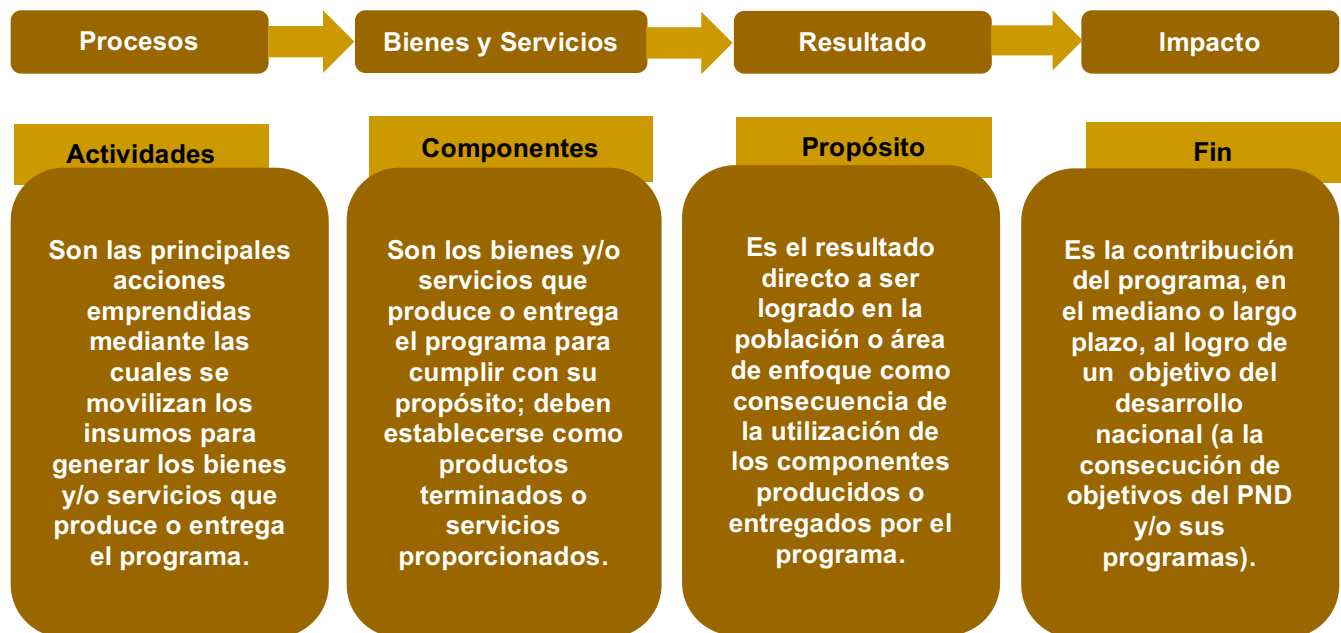 Procesos
Bienes y Servicios
Resultado
Impacto
Actividades
Son las principales
acciones
emprendidas
mediante las
cuales se
movilizan los
insumos para
generar los bienes
y/o servicios que
produce o entrega
el programa.
Componentes
Son los bienes y/o
servicios que
produce o entrega
el programa para
cumplir con su
propósito; deben
establecerse como
productos
terminados o
servicios
proporcionados.
Propósito
Es el resultado
directo a ser
logrado en la
población o área
de enfoque como
consecuencia de
la utilización de
los componentes
producidos o
entregados por el
programa.
Fin
Es la contribución
del programa, en
el mediano o largo
plazo, al logro de
un objetivo del
desarrollo
nacional (a la
consecución de
objetivos del PND
y/o sus
programas).